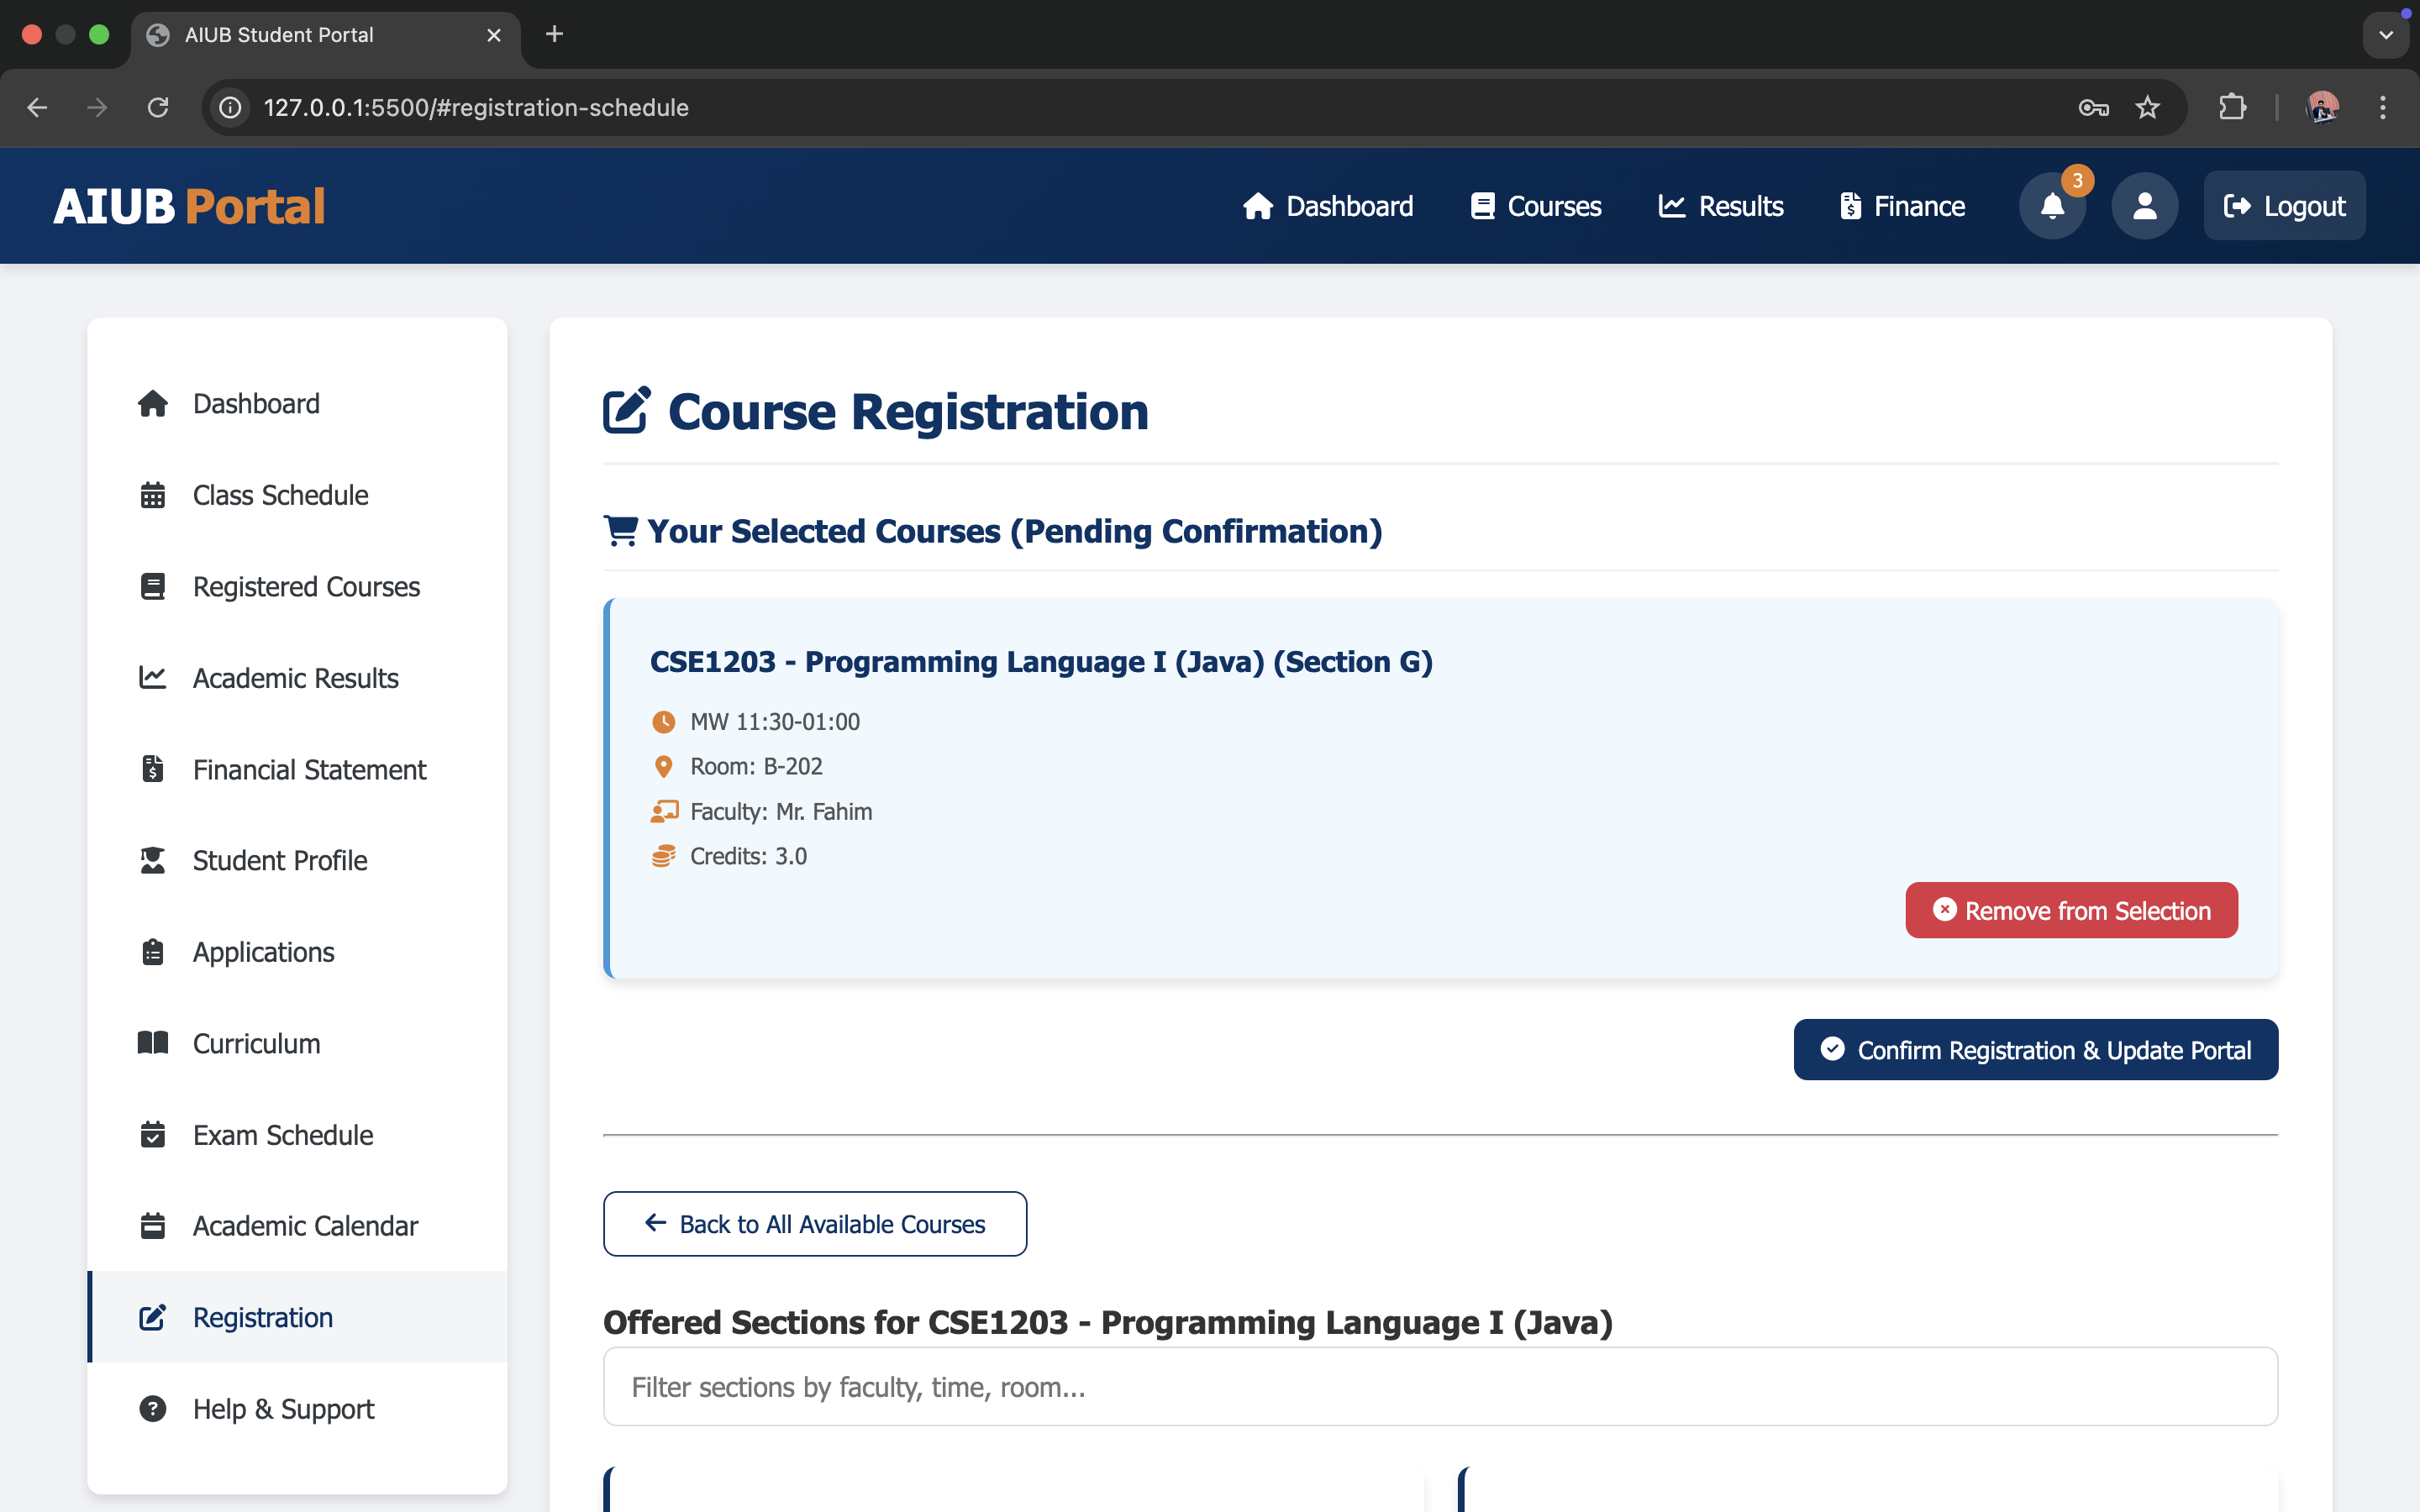 AIUB Student Portal
127.0.0.1:5500/#registration-schedule
AIUB Portal
Dashboard
Courses
Results
Finance
3
Logout
Dashboard
Class Schedule
Registered Courses
Academic Results
Financial Statement
Student Profile
Applications
Curriculum
Exam Schedule
Academic Calendar
Registration
Help & Support
Course Registration
Your Selected Courses (Pending Confirmation)
CSE1203 - Programming Language I (Java) (Section G)
MW 11:30-01:00
Room: B-202
Faculty: Mr. Fahim
Credits: 3.0
Remove from Selection
Confirm Registration & Update Portal
Back to All Available Courses
Offered Sections for CSE1203 - Programming Language I (Java)
Filter sections by faculty, time, room...